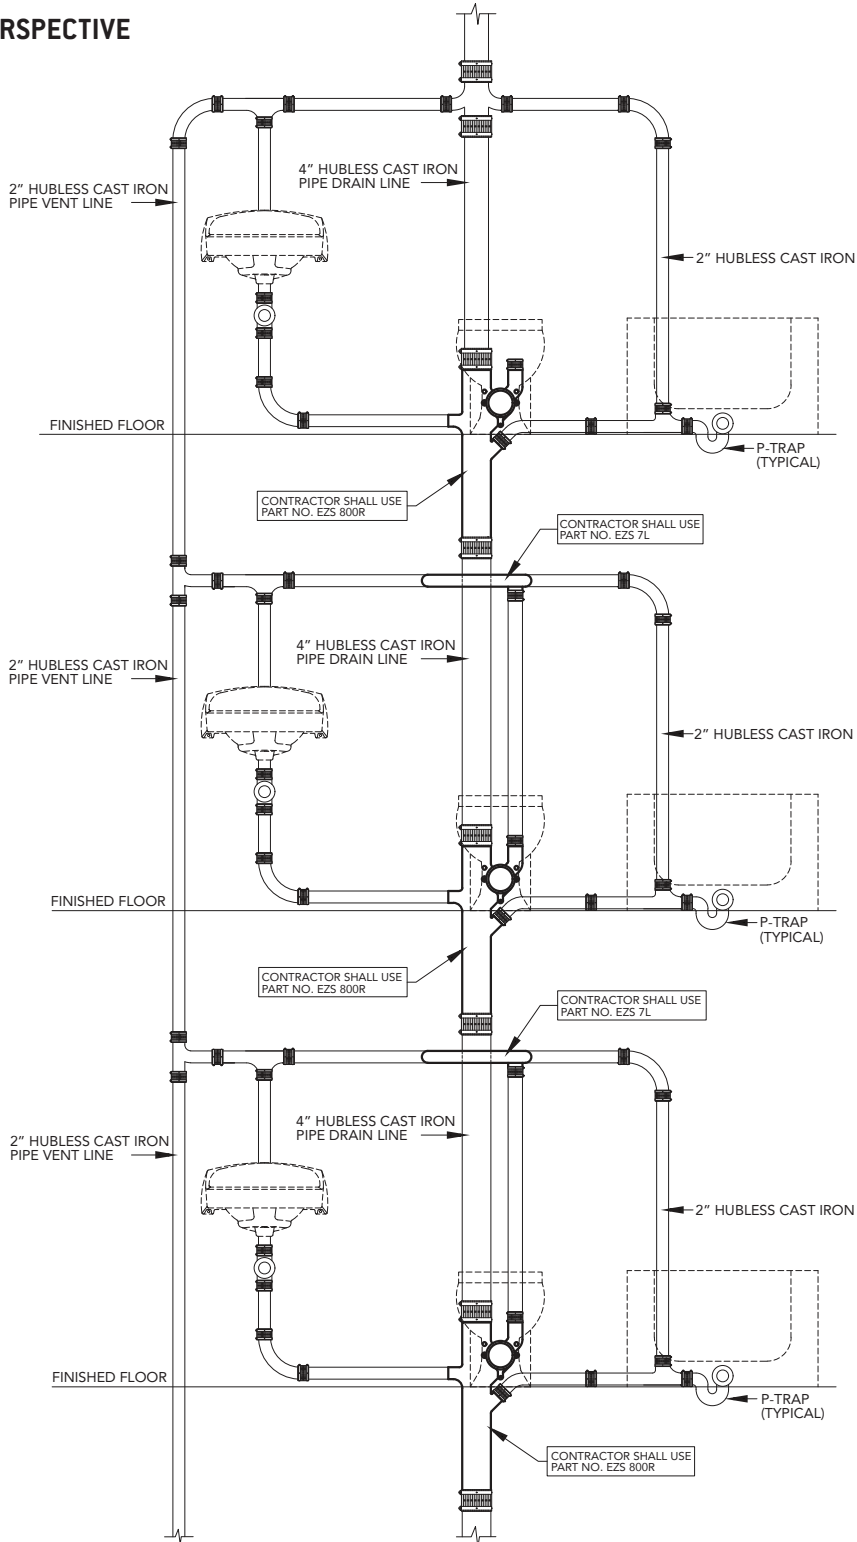 RSPECTIVE
4” HUBLESS CAST IRON
PIPE DRAIN LINE
2” HUBLESS CAST IRON
PIPE VENT LINE
2” HUBLESS CAST IRON
FINISHED FLOOR
P-TRAP
(TYPICAL)
CONTRACTOR SHALL USE
PART NO. EZS 800R
CONTRACTOR SHALL USE
PART NO. EZS 7L
4” HUBLESS CAST IRON
PIPE DRAIN LINE
2” HUBLESS CAST IRON
PIPE VENT LINE
2” HUBLESS CAST IRON
FINISHED FLOOR
P-TRAP
(TYPICAL)
CONTRACTOR SHALL USE
PART NO. EZS 800R
CONTRACTOR SHALL USE
PART NO. EZS 7L
4” HUBLESS CAST IRON
PIPE DRAIN LINE
2” HUBLESS CAST IRON
PIPE VENT LINE
2” HUBLESS CAST IRON
FINISHED FLOOR
P-TRAP
(TYPICAL)
CONTRACTOR SHALL USE
PART NO. EZS 800R